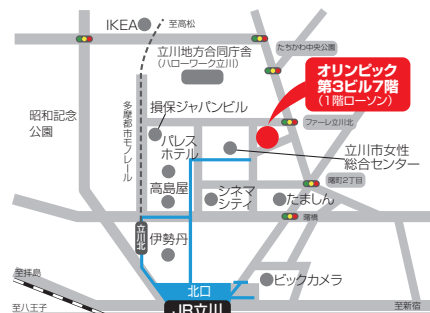 IKEA
至高松
立川地方合同庁舎
（ハローワーク立川）
たちかわ中央公園
オリンピック
第3ビル7階
（1階ローソン）
昭和記念
公園
多摩都市モノレール
損保ジャパンビル
ファーレ立川北
パレス
ホテル
立川市女性
総合センター
高島屋
シネマ
シティ
曙町2丁目
たましん
曙橋
立川北
伊勢丹
至拝島
北口
ビックカメラ
至八王子
JR立川
至新宿